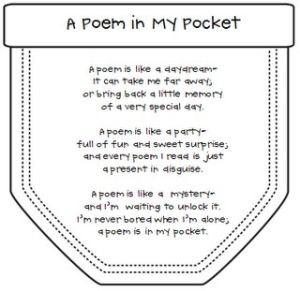 A Poem in My Pocket
A poem is like a daydream-
It can take me far away;
or bring back a little memory
of a very special day.
A poem is like a party-
full of fun and sweet surprise;
and every poem I read is just
a present in disguise.
A poem is like a mystery-
and I'm waiting to unlock it.
I'm never bored when I'm alone;
a poem is in my pocket.